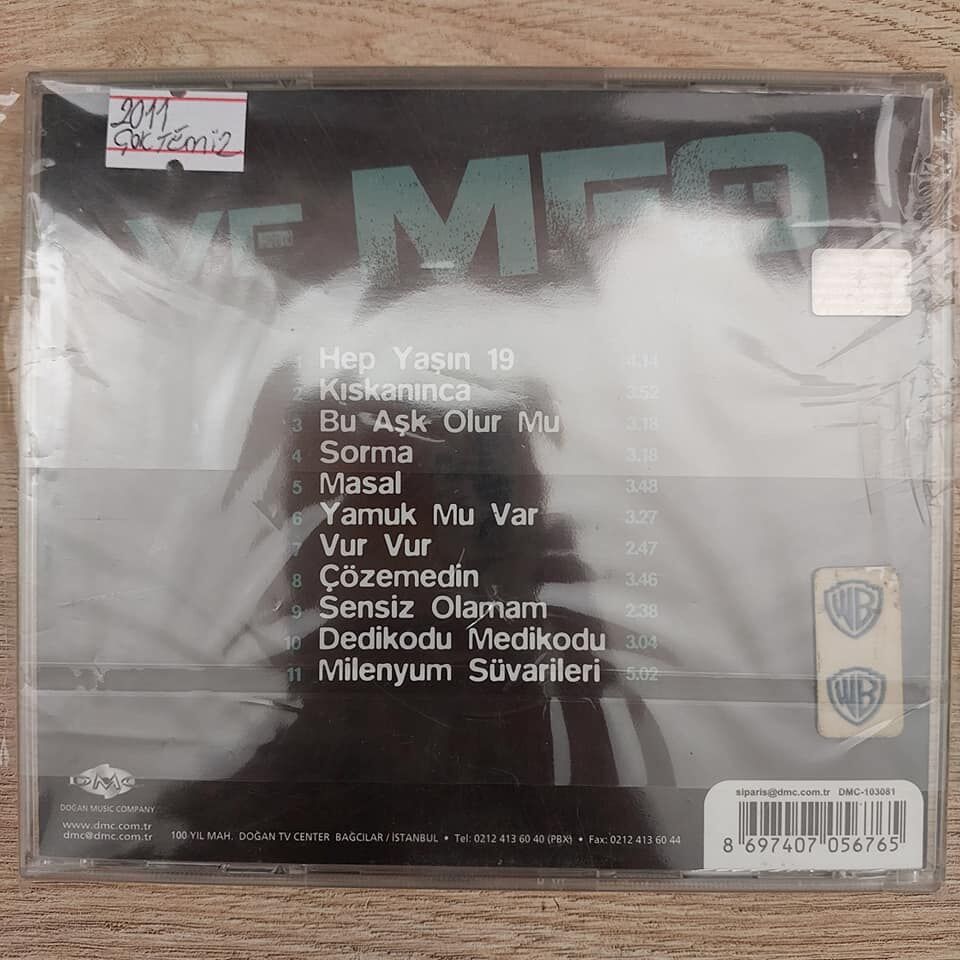 2011
ÇOK TEMİZ
VE MFÖ
1 Hep Yaşın 19 4.14
2 Kıskanınca 3.52
3 Bu Aşk Olur Mu 3.18
4 Sorma 3.18
5 Masal 3.48
6 Yamuk Mu Var 3.27
7 Vur Vur 2.47
8 Çözemedin 3.46
9 Sensiz Olamam 2.38
10 Dedikodu Medikodu 3.04
11 Milenyum Süvarileri 5.02
WB
WB
DMC
DOĞAN MUSIC COMPANY.
www.dmc.com.tr
dmc@dmc.com.tr
100 YIL MAH. DOĞAN TV CENTER BAĞCILAR / İSTANBUL • Tel: 0212 413 60 40 (PBX) • Fax: 0212 413 60 44
siparis@dmc.com.tr DMC-103081
8 697407 056765